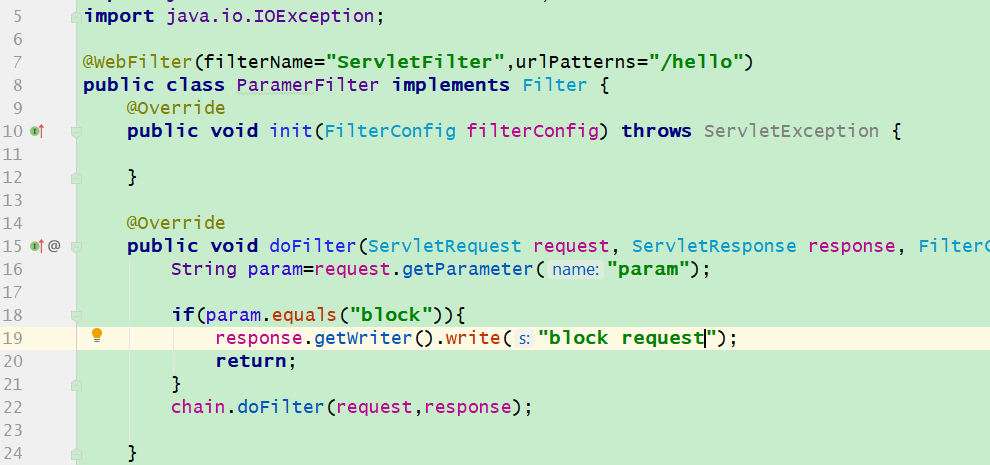 5 import java.io.IOException;
6
7 @WebFilter(filterName="ServletFilter",urlPatterns="/hello")
8 public class ParamerFilter implements Filter {
9 @Override
10 public void init(FilterConfig filterConfig) throws ServletException {
11
12 }
13
14 @Override
15 @ public void doFilter(ServletRequest request, ServletResponse response, FilterC
16 String param=request.getParameter( name: "param");
17
18 if(param.equals("block")){
19 response.getWriter().write( s: "block request");
20 return;
21 }
22 chain.doFilter(request,response);
23
24 }